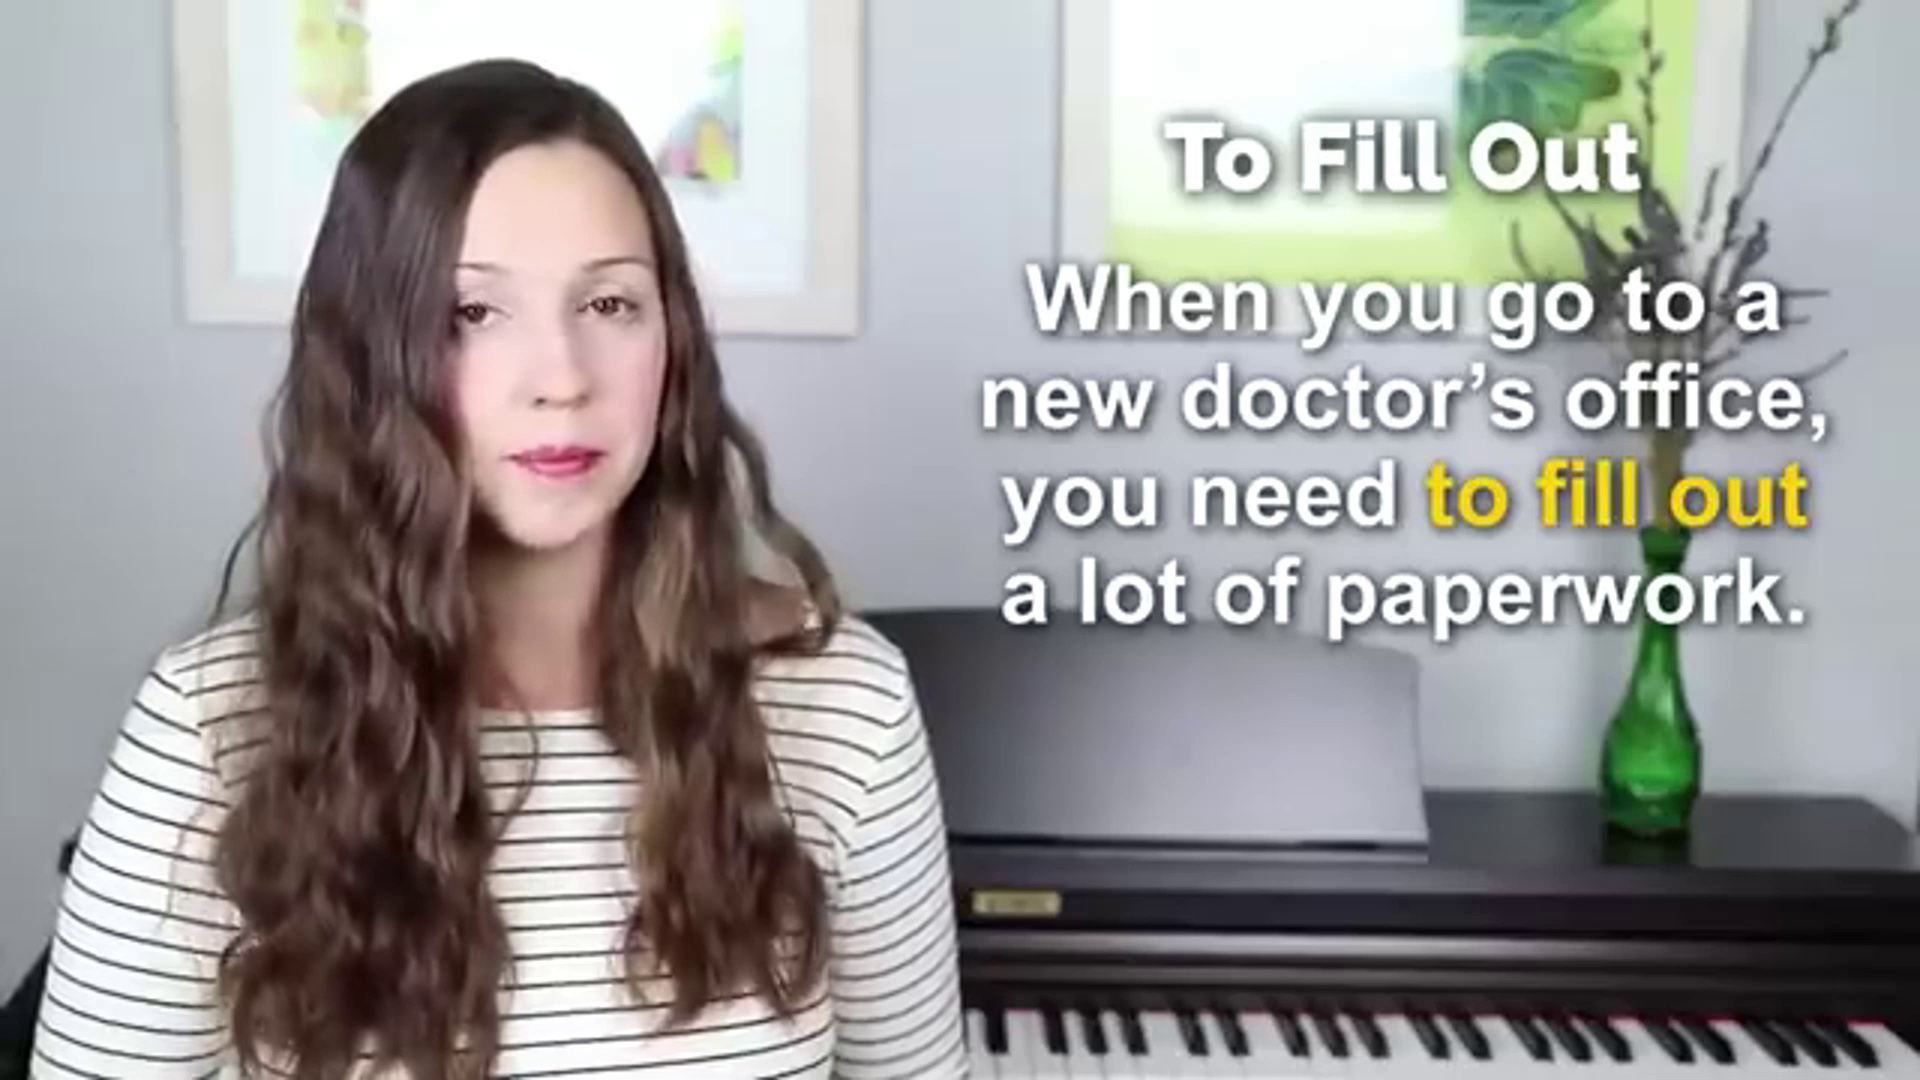 To Fill Out
When you go to a
new doctor’s office,
you need to fill out
a lot of paperwork.